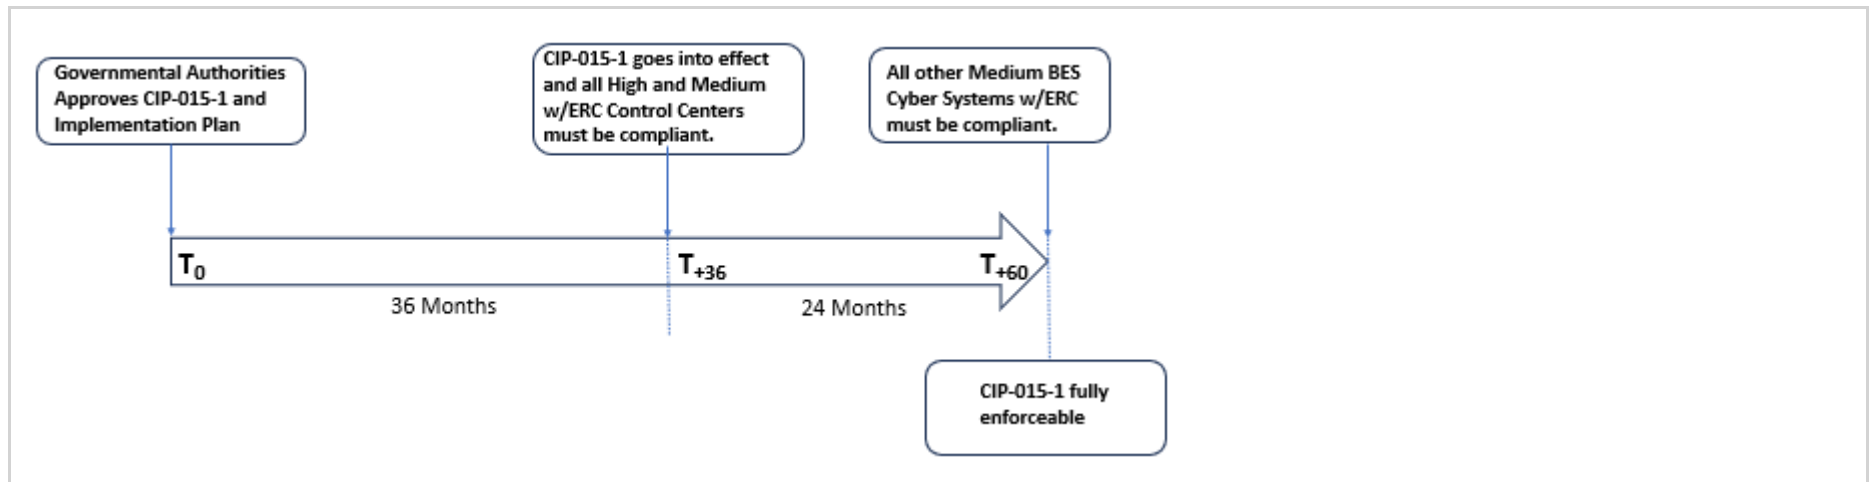 Governmental Authorities
Approves CIP-015-1 and
Implementation Plan
CIP-015-1 goes into effect
and all High and Medium
w/ERC Control Centers
must be compliant.
All other Medium BES
Cyber Systems w/ERC
must be compliant.
T0
T+36
T+60
36 Months
24 Months
CIP-015-1 fully
enforceable